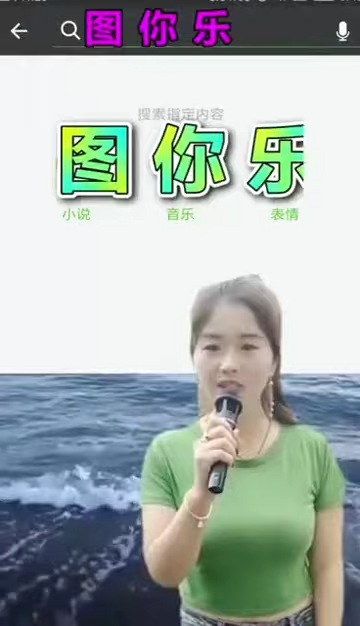 图你乐
搜索指定内容
图你乐
小说 音乐 表情